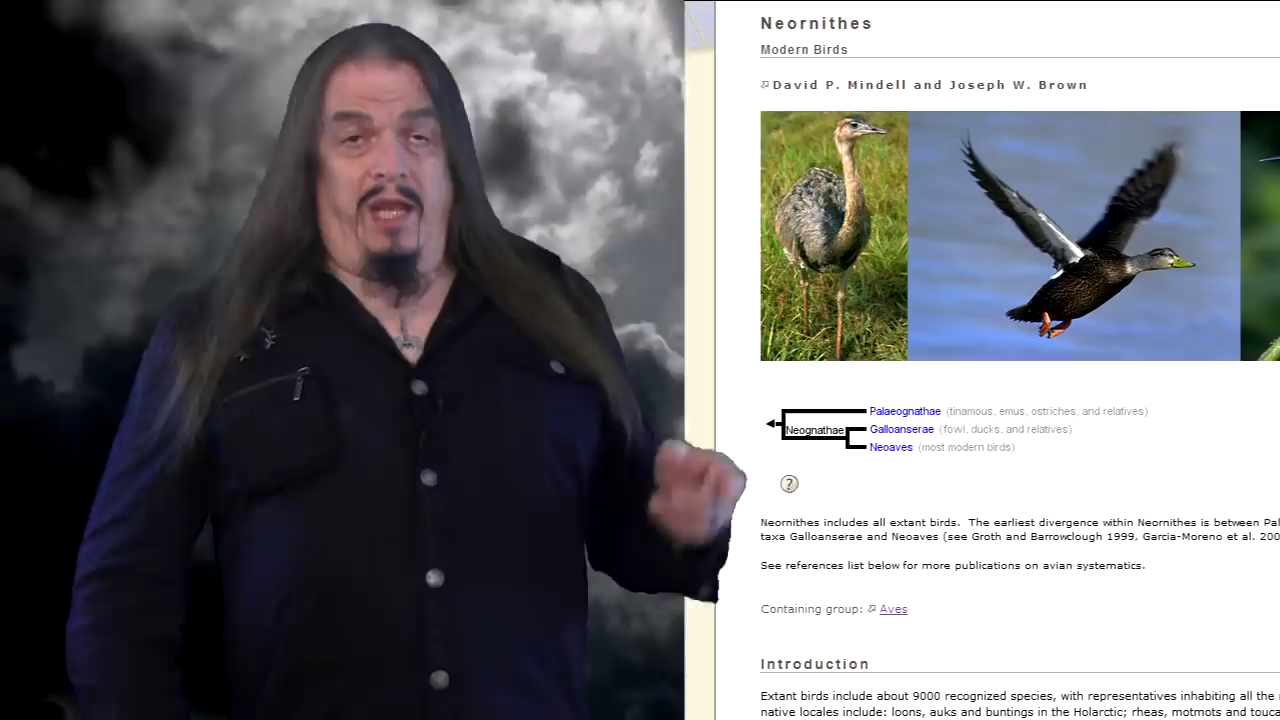 Neornithes
Modern Birds
David P. Mindell and Joseph W. Brown
Palaeognathae (tinamous, emus, ostriches, and relatives)
Neognathae
Galloanserae (fowl, ducks, and relatives)
Neoaves (most modern birds)
?
Neornithes includes all extant birds. The earliest divergence within Neornithes is between Pal
taxa Galloanserae and Neoaves (see Groth and Barrowclough 1999, Garcia-Moreno et al. 200
See references list below for more publications on avian systematics.
Containing group: Aves
Introduction
Extant birds include about 9000 recognized species, with representatives inhabiting all the
native locales include: loons, auks and buntings in the Holarctic; rheas, motmots and touca